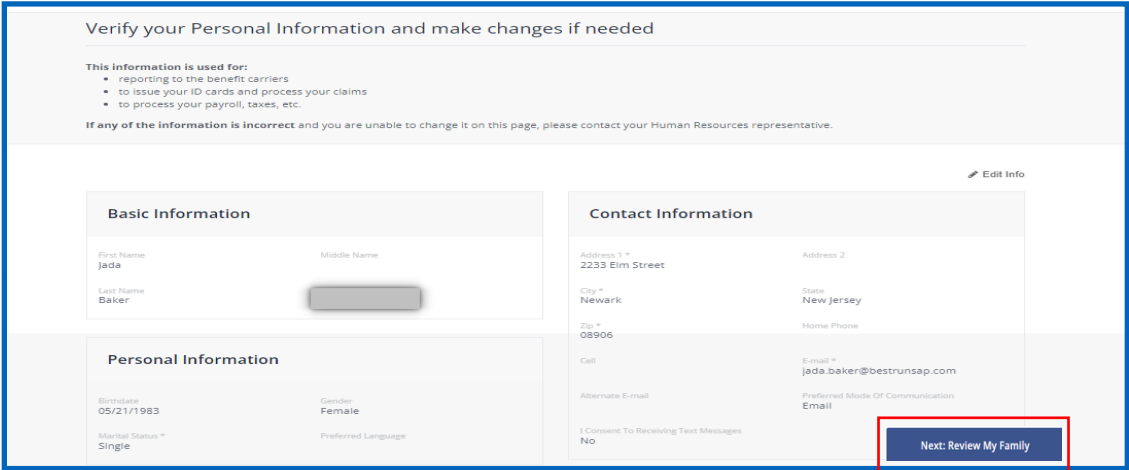 Verify your Personal Information and make changes if needed
This information is used for:
• reporting to the benefit carriers
• to issue your ID cards and process your claims
• to process your payroll, taxes, etc.
If any of the information is incorrect and you are unable to change it on this page, please contact your Human Resources representative.
Edit Info
Basic Information
First Name Middle Name
Jada
Last Name
Baker
Personal Information
Birthdate Gender
05/21/1983 Female
Marital Status * Preferred Language
Single
Contact Information
Address 1 * Address 2
2233 Elm Street
City * State
Newark New Jersey
Zip * Home Phone
08906
Cell E-mail *
jada.baker@bestrunsap.com
Alternate E-mail Preferred Mode Of Communication
Email
I Consent To Receiving Text Messages
No
Next: Review My Family